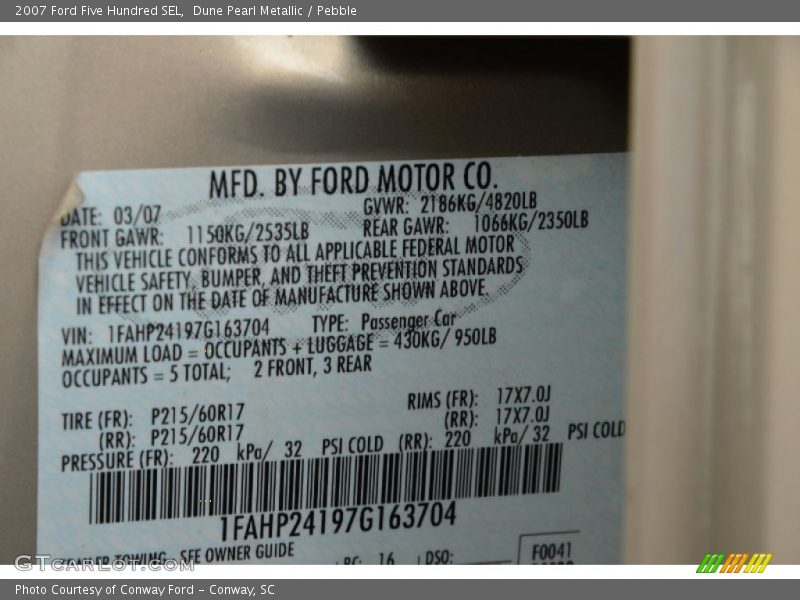 2007 Ford Five Hundred SEL, Dune Pearl Metallic / Pebble
MFD. BY FORD MOTOR CO.
DATE: 03/07 GVWR: 2186KG/4820LB
FRONT GAWR: 1150KG/2535LB REAR GAWR: 1066KG/2350LB
THIS VEHICLE CONFORMS TO ALL APPLICABLE FEDERAL MOTOR
VEHICLE SAFETY, BUMPER, AND THEFT PREVENTION STANDARDS
IN EFFECT ON THE DATE OF MANUFACTURE SHOWN ABOVE.
VIN: 1FAHP24197G163704 TYPE: Passenger Car
MAXIMUM LOAD = OCCUPANTS + LUGGAGE = 430KG/ 950LB
OCCUPANTS = 5 TOTAL; 2 FRONT, 3 REAR
TIRE (FR): P215/60R17 RIMS (FR): 17X7.0J
(RR): P215/60R17 (RR): 17X7.0J
PRESSURE (FR): 220 kPa/ 32 PSI COLD (RR): 220 kPa/ 32 PSI COLD
1FAHP24197G163704
TRAILER TOWING - SEE OWNER GUIDE
RC: 16 DSO: F0041
GTCarLot.com
Photo Courtesy of Conway Ford - Conway, SC